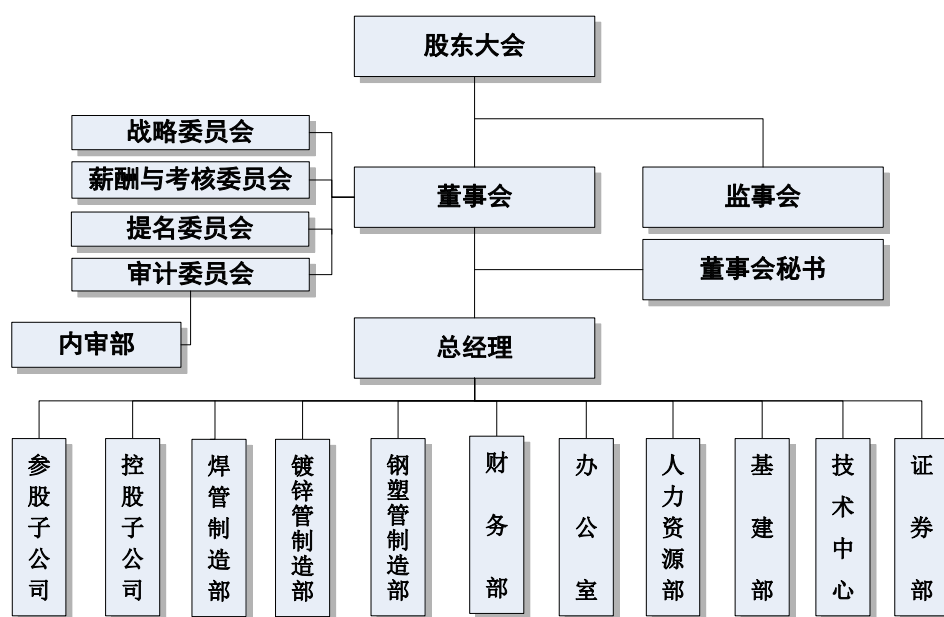 股东大会
战略委员会
薪酬与考核委员会
提名委员会
审计委员会
内审部
董事会
监事会
董事会秘书
总经理
参股子公司
控股子公司
焊管制造部
镀锌管制造部
钢塑管制造部
财务部
办公室
人力资源部
基建部
技术中心
证券部